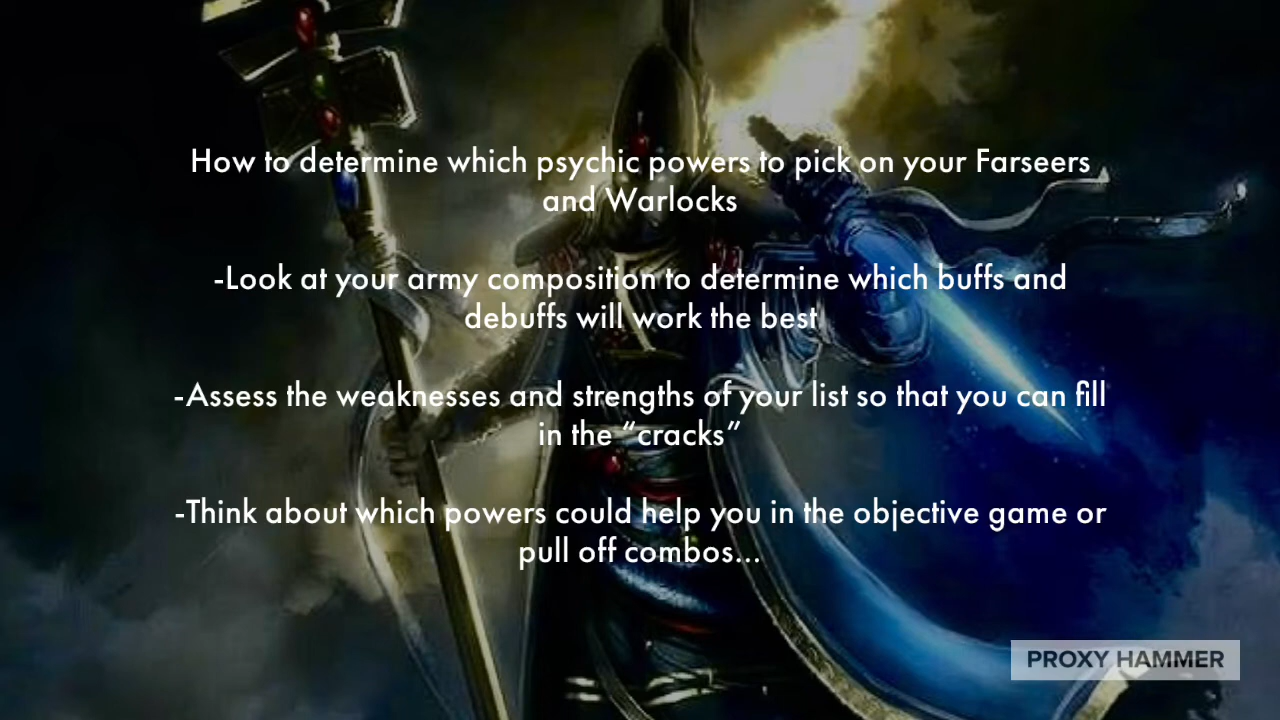 How to determine which psychic powers to pick on your Farseers
and Warlocks
-Look at your army composition to determine which buffs and
debuffs will work the best
-Assess the weaknesses and strengths of your list so that you can fill
in the “cracks”
-Think about which powers could help you in the objective game or
pull off combos...
PROXY HAMMER